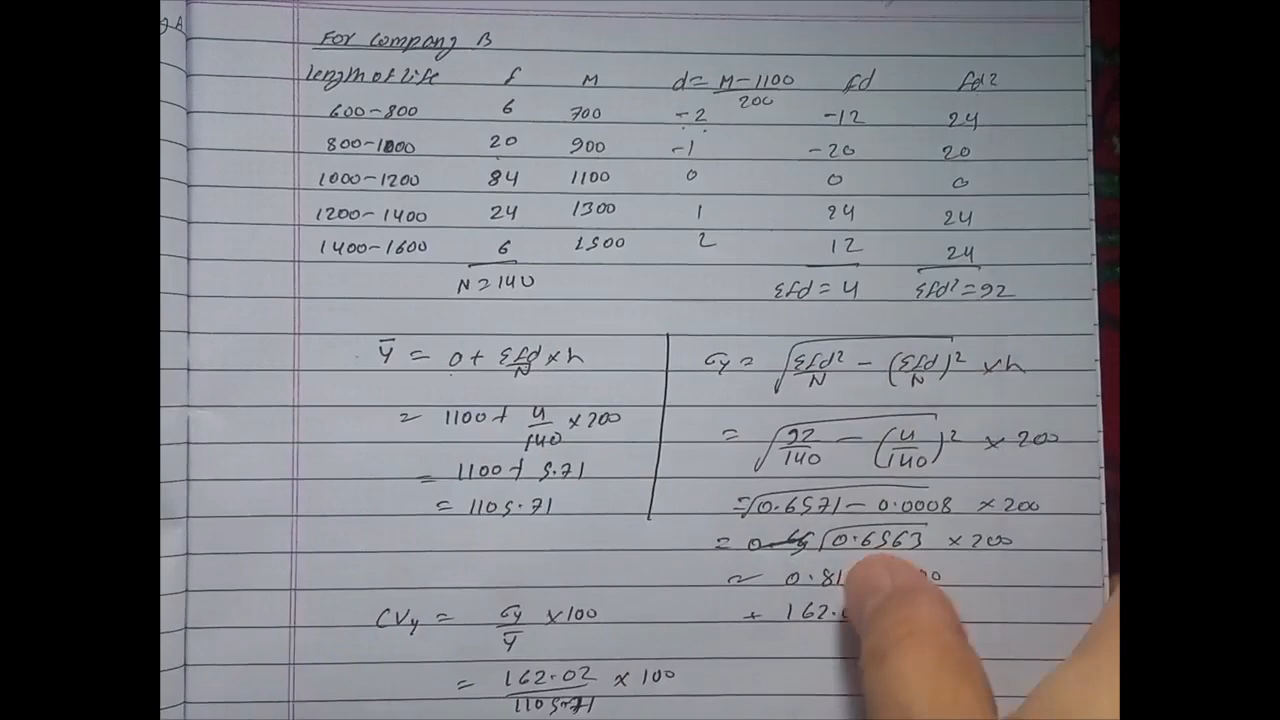 g A
For Company B
length of life f M d = M-1100/200 fd fd2
600-800 6 700 -2 -12 24
800-1000 20 900 -1 -20 20
1000-1200 84 1100 0 0 0
1200-1400 24 1300 1 24 24
1400-1600 6 1500 2 12 24
N=140 Σfd = 4 Σfd²=92
ȳ = a + Σfd/N × h
= 1100 + 4/140 × 200
= 1100 + 5.71
= 1105.71
σy = √(Σfd²/N - (Σfd/N)²) × h
= √(92/140 - (4/140)²) × 200
= √(0.6571 - 0.0008) × 200
= √0.6563 × 200
= 0.81
= 162.
CVy = σy/ȳ × 100
= 162.02/1105.71 × 100